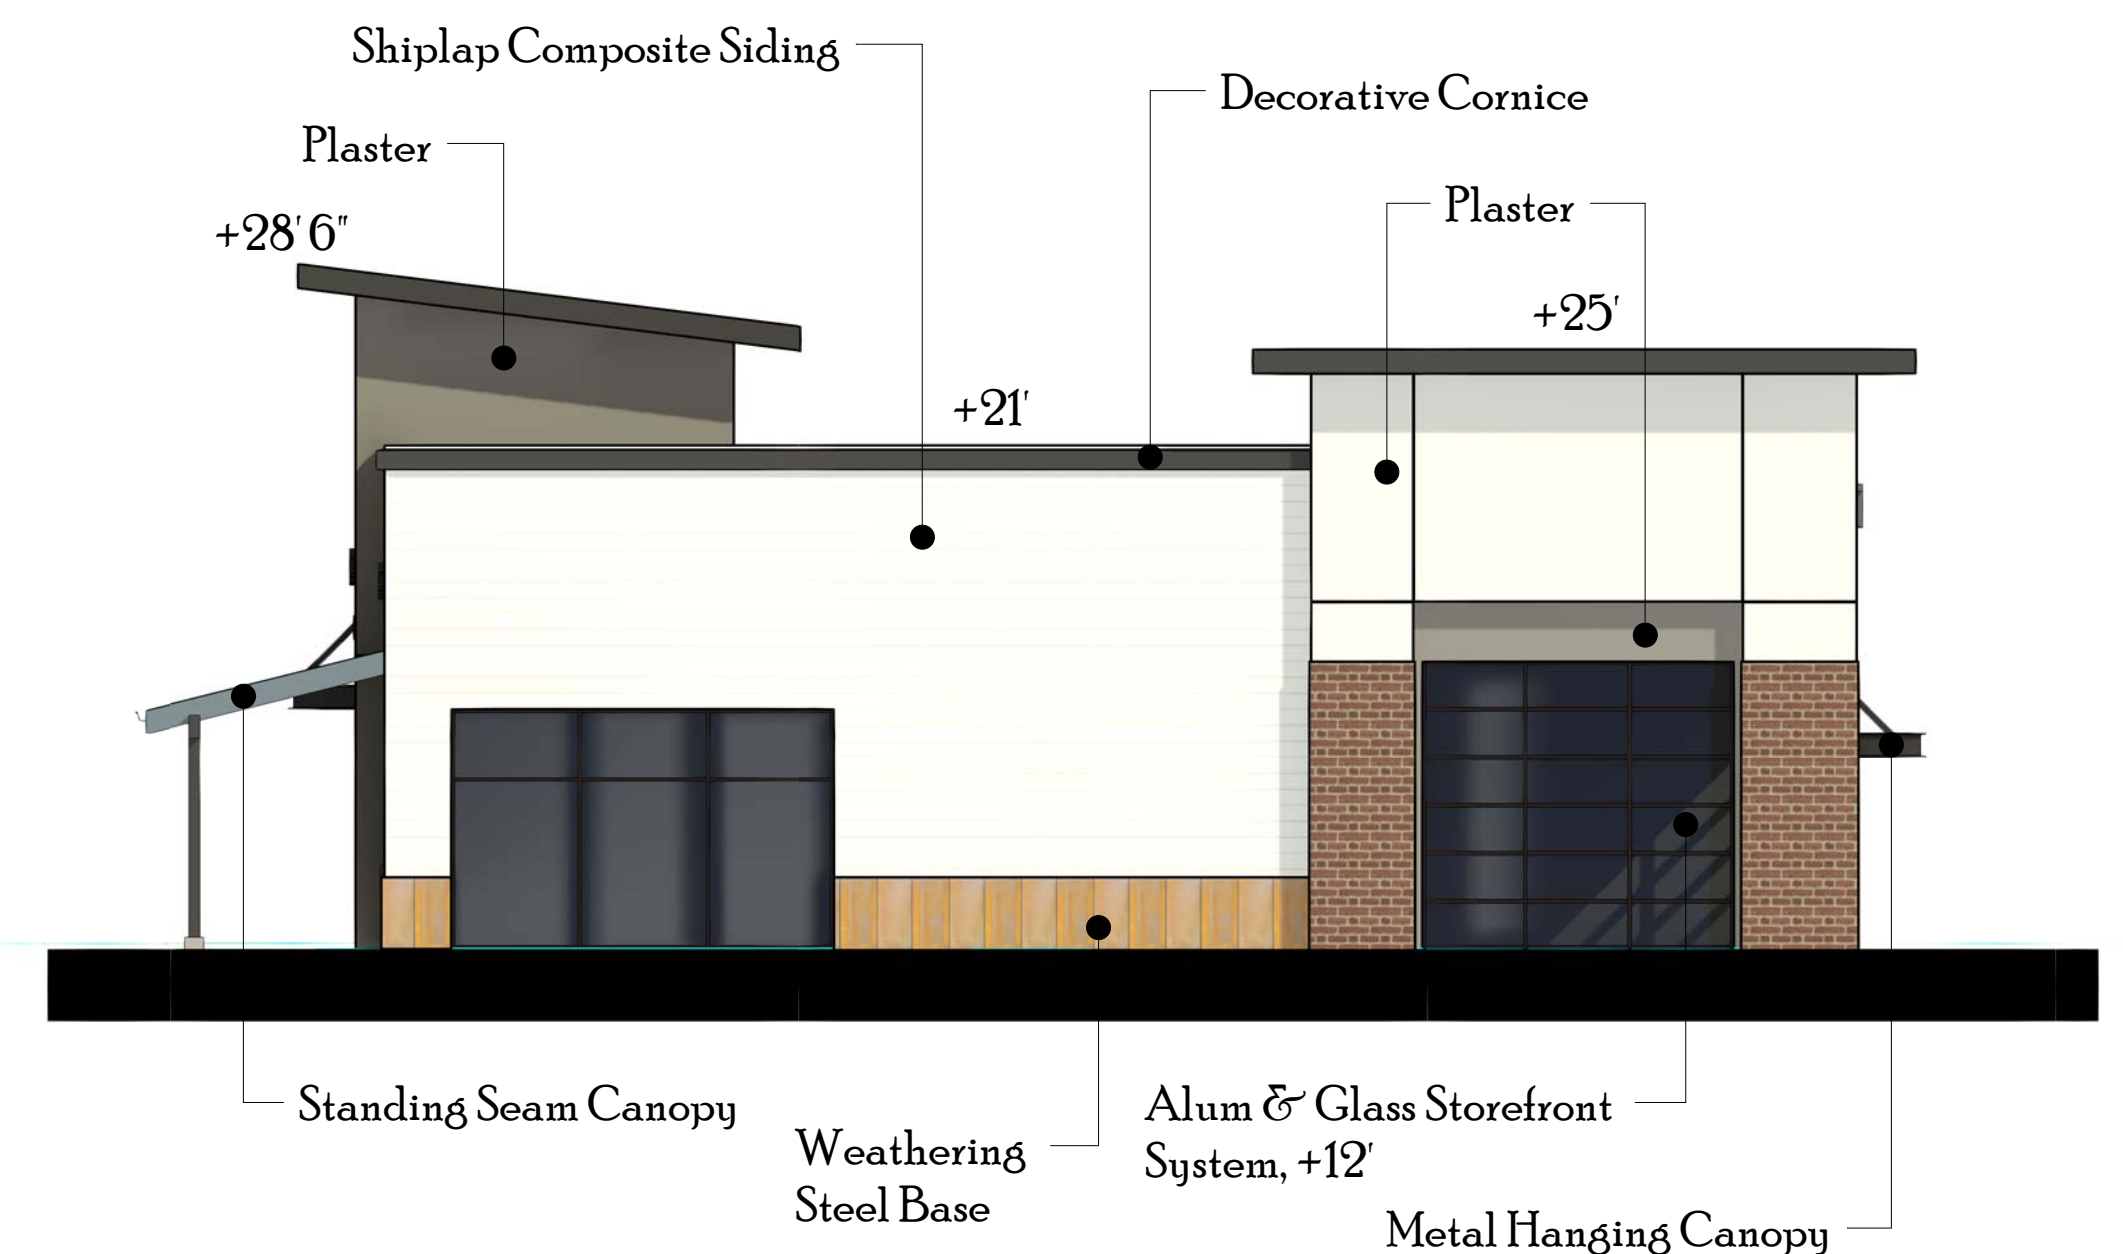 Shiplap Composite Siding
Decorative Cornice
Plaster
Plaster
+28' 6"
+25'
+21'
Standing Seam Canopy
Alum & Glass Storefront
System, +12'
Weathering
Steel Base
Metal Hanging Canopy